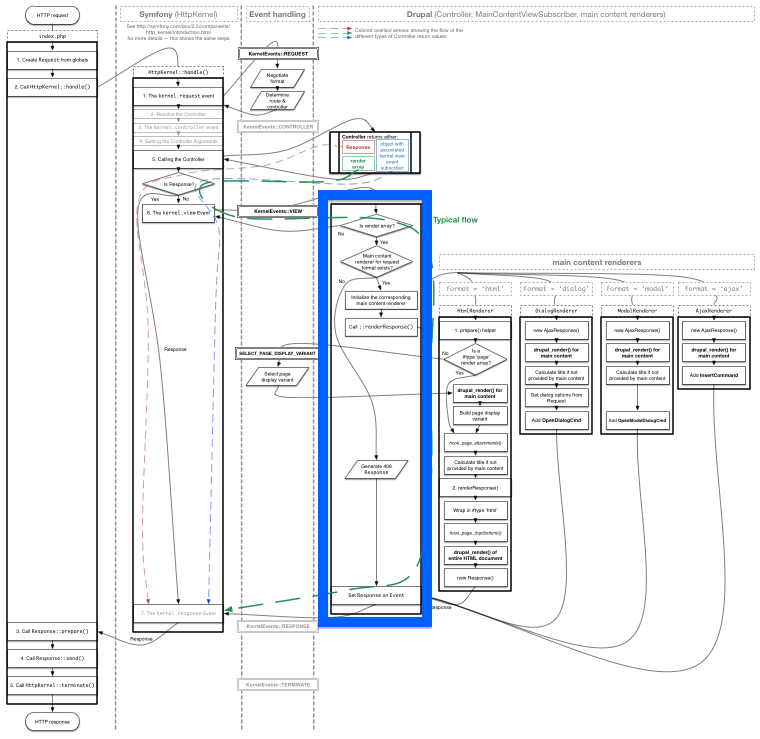 HTTP request
index.php
1. Create Request from globals
2. Call HttpKernel::handle()
3. Call Response::prepare()
4. Call Response::send()
5. Call HttpKernel::terminate()
HTTP response
Symfony (HttpKernel)
See http://symfony.com/doc/2.5/components/
http_kernel/introduction.html
for more details — this shows the same steps.
HttpKernel::handle()
1. The kernel.request event
2. Resolve the Controller
3. The kernel.controller event
4. Getting the Controller Arguments
5. Calling the Controller
Is Response?
Yes
No
6. The kernel.view Event
Response
7. The kernel.response Event
Response
Event handling
KernelEvents::REQUEST
Negotiate
format
Determine
route &
controller
KernelEvents::CONTROLLER
KernelEvents::VIEW
SELECT_PAGE_DISPLAY_VARIANT
Select page
display variant
KernelEvents::RESPONSE
KernelEvents::TERMINATE
Drupal (Controller, MainContentViewSubscriber, main content renderers)
Colored overlaid arrows: showing the flow of the
different types of Controller return values.
Controller returns either:
Response
render
array
object with
associated
kernel.view
event
subscriber
Typical flow
Is render array?
No
Yes
Main content
renderer for request
format exists?
No
Yes
Initialize the corresponding
main content renderer
Call ::renderResponse()
Generate 406
Response
Set Response on Event
main content renderers
format = 'html'
format = 'dialog'
format = 'modal'
format = 'ajax'
HtmlRenderer
1. prepare() helper
Is a
#type 'page'
render array?
No
Yes
drupal_render() for
main content
Build page display
variant
hook_page_attachments()
Calculate title if not
provided by main content
2. renderResponse()
Wrap in #type 'html'
hook_page_{top|bottom}()
drupal_render() of
entire HTML document
new Response()
DialogRenderer
new AjaxResponse()
drupal_render() for
main content
Calculate title if not
provided by main content
Get dialog options from
Request
Add OpenDialogCmd
ModalRenderer
new AjaxResponse()
drupal_render() for
main content
Calculate title if not
provided by main content
Add OpenModalDialogCmd
AjaxRenderer
new AjaxResponse()
drupal_render() for
main content
Add InsertCommand